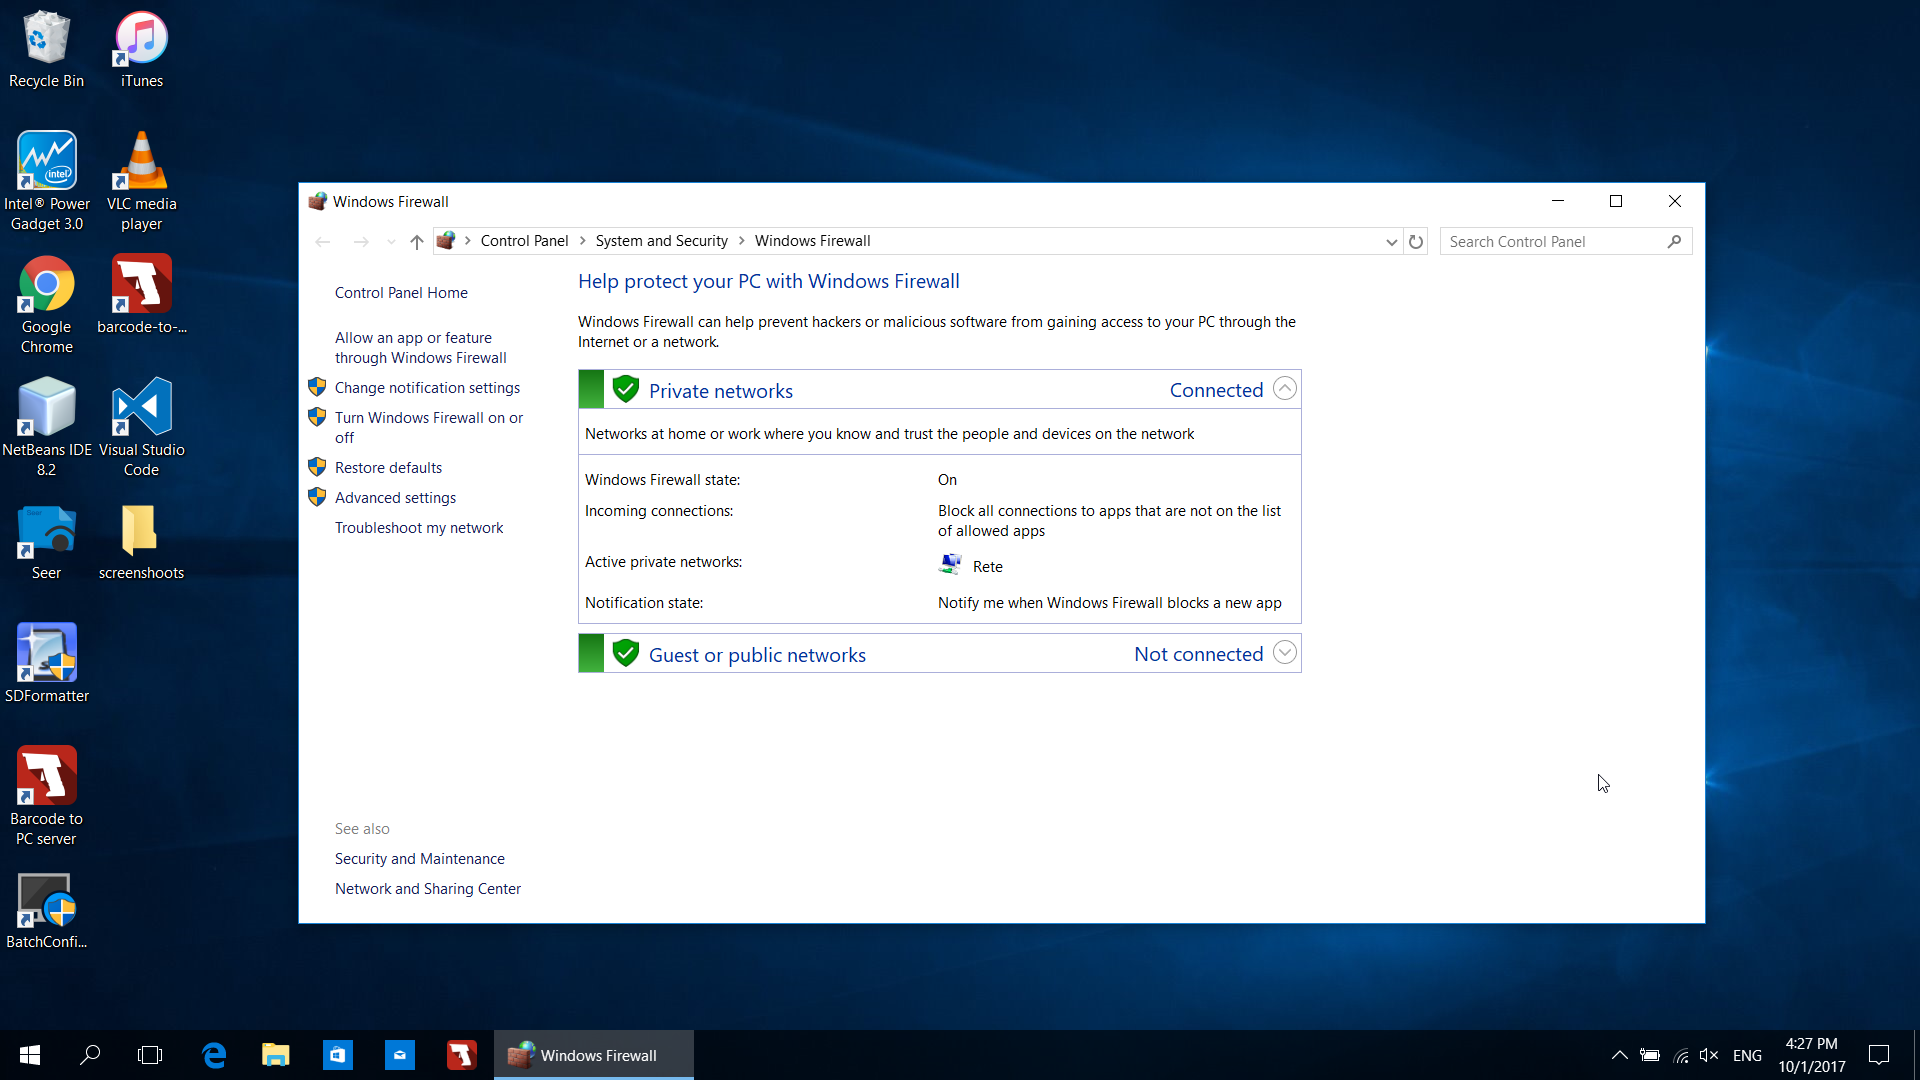 Recycle Bin
iTunes
Intel® Power
Gadget 3.0
VLC media
player
Google
Chrome
barcode-to-...
NetBeans IDE
8.2
Visual Studio
Code
Seer
screenshoots
SDFormatter
Barcode to
PC server
BatchConfi...
Windows Firewall
Control Panel
System and Security
Windows Firewall
Search Control Panel
Control Panel Home
Allow an app or feature
through Windows Firewall
Change notification settings
Turn Windows Firewall on or
off
Restore defaults
Advanced settings
Troubleshoot my network
See also
Security and Maintenance
Network and Sharing Center
Help protect your PC with Windows Firewall
Windows Firewall can help prevent hackers or malicious software from gaining access to your PC through the
Internet or a network.
Private networks Connected
Networks at home or work where you know and trust the people and devices on the network
Windows Firewall state: On
Incoming connections: Block all connections to apps that are not on the list
of allowed apps
Active private networks: Rete
Notification state: Notify me when Windows Firewall blocks a new app
Guest or public networks Not connected
Windows Firewall
ENG
4:27 PM
10/1/2017
intel
Seer